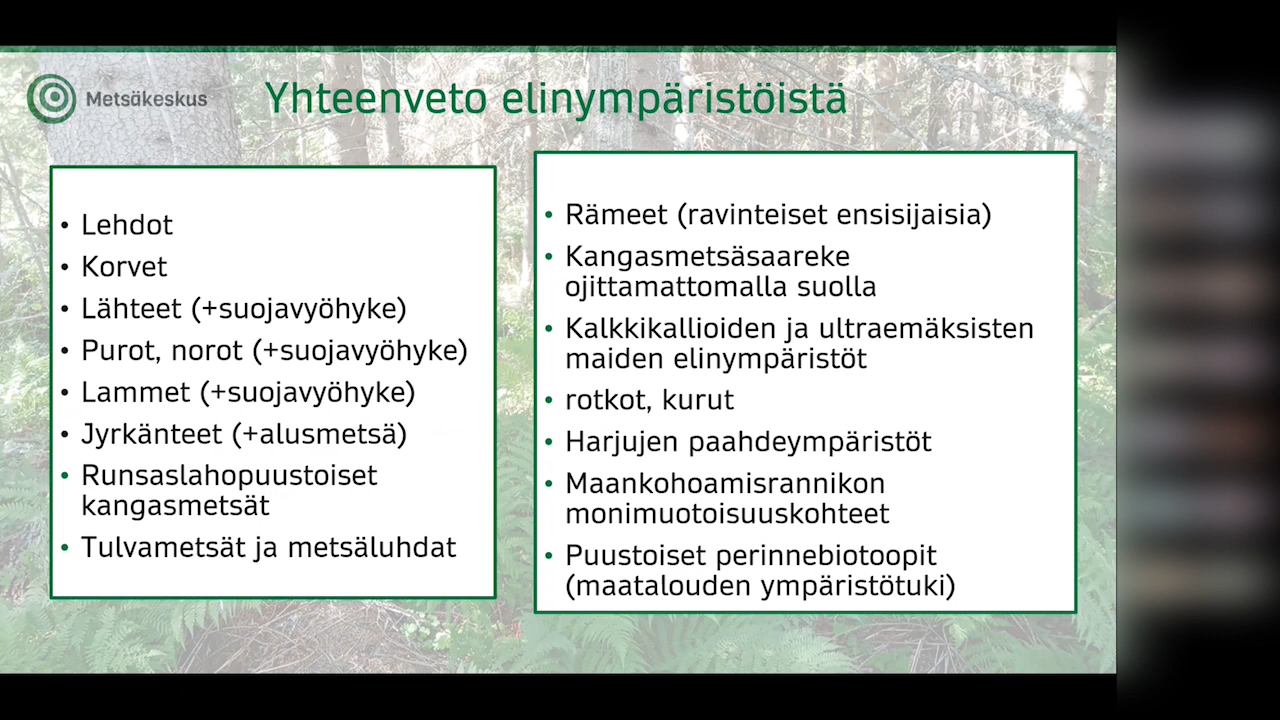 Metsäkeskus
Yhteenveto elinympäristöistä
• Lehdot
• Korvet
• Lähteet (+suojavyöhyke)
• Purot, norot (+suojavyöhyke)
• Lammet (+suojavyöhyke)
• Jyrkänteet (+alusmetsä)
• Runsaslahopuustoiset
kangasmetsät
• Tulvametsät ja metsäluhdat
• Rämeet (ravinteiset ensisijaisia)
• Kangasmetsäsaareke
ojittamattomalla suolla
• Kalkkikallioiden ja ultraemäksisten
maiden elinympäristöt
• rotkot, kurut
• Harjujen paahdeympäristöt
• Maankohoamisrannikon
monimuotoisuuskohteet
• Puustoiset perinnebiotoopit
(maatalouden ympäristötuki)